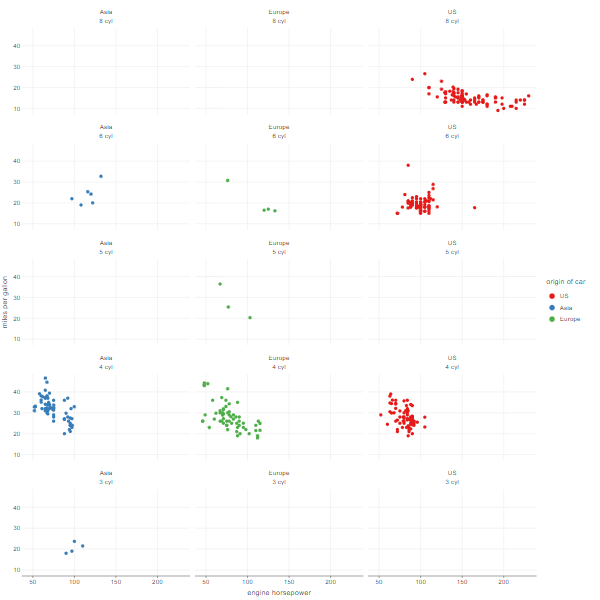 Asia Europe US
8 cyl 8 cyl 8 cyl
40
30
20
10
Asia Europe US
6 cyl 6 cyl 6 cyl
40
30
20
10
Asia Europe US
5 cyl 5 cyl 5 cyl
40
30
20
10
miles per gallon
origin of car
US
Asia
Europe
Asia Europe US
4 cyl 4 cyl 4 cyl
40
30
20
10
Asia Europe US
3 cyl 3 cyl 3 cyl
40
30
20
10
50 100 150 200 50 100 150 200 50 100 150 200
engine horsepower